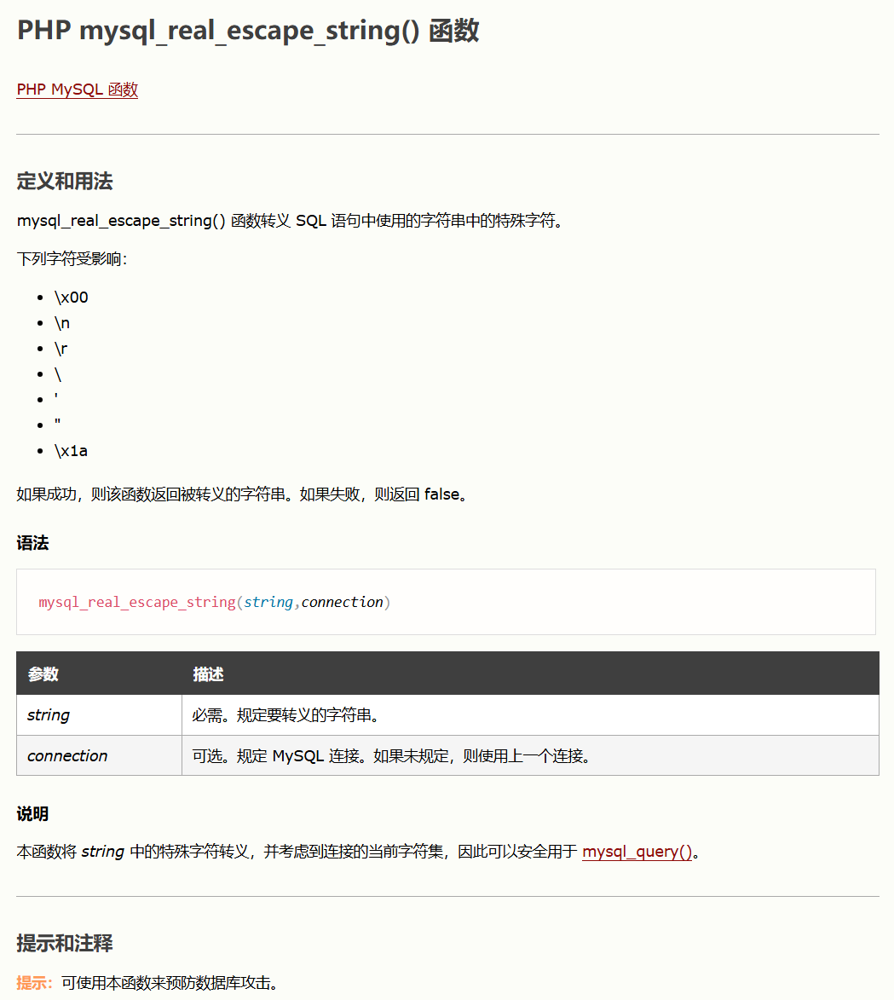 PHP mysql_real_escape_string() 函数
PHP MySQL 函数
定义和用法
mysql_real_escape_string() 函数转义 SQL 语句中使用的字符串中的特殊字符。
下列字符受影响：
\x00
\n
\r
\
'
"
\x1a
如果成功，则该函数返回被转义的字符串。如果失败，则返回 false。
语法
mysql_real_escape_string(string,connection)
参数 描述
string 必需。规定要转义的字符串。
connection 可选。规定 MySQL 连接。如果未规定，则使用上一个连接。
说明
本函数将 string 中的特殊字符转义，并考虑到连接的当前字符集，因此可以安全用于 mysql_query()。
提示和注释
提示：可使用本函数来预防数据库攻击。